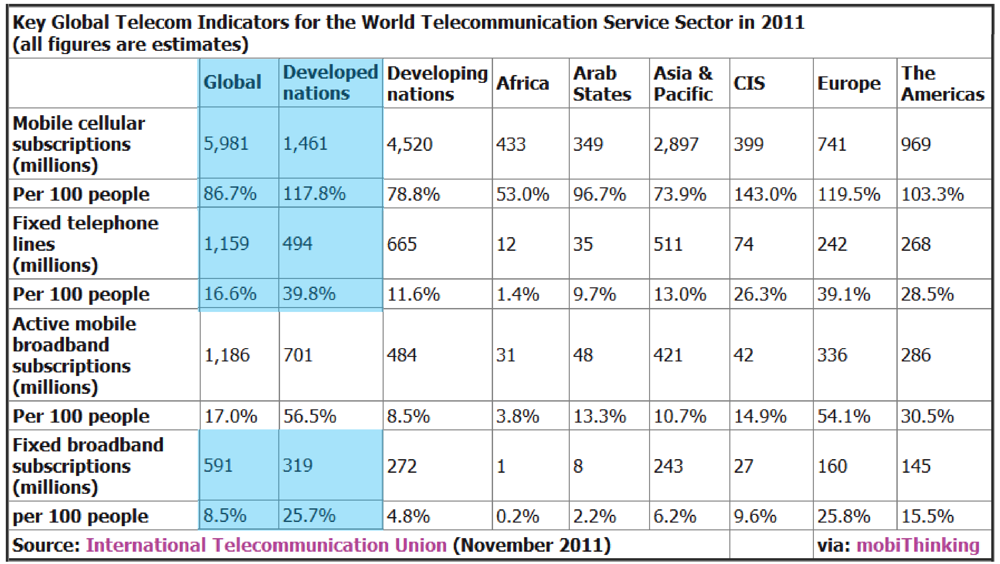 Key Global Telecom Indicators for the World Telecommunication Service Sector in 2011
(all figures are estimates)
Global Developed nations Developing nations Africa Arab States Asia & Pacific CIS Europe The Americas
Mobile cellular subscriptions (millions) 5,981 1,461 4,520 433 349 2,897 399 741 969
Per 100 people 86.7% 117.8% 78.8% 53.0% 96.7% 73.9% 143.0% 119.5% 103.3%
Fixed telephone lines (millions) 1,159 494 665 12 35 511 74 242 268
Per 100 people 16.6% 39.8% 11.6% 1.4% 9.7% 13.0% 26.3% 39.1% 28.5%
Active mobile broadband subscriptions (millions) 1,186 701 484 31 48 421 42 336 286
Per 100 people 17.0% 56.5% 8.5% 3.8% 13.3% 10.7% 14.9% 54.1% 30.5%
Fixed broadband subscriptions (millions) 591 319 272 1 8 243 27 160 145
per 100 people 8.5% 25.7% 4.8% 0.2% 2.2% 6.2% 9.6% 25.8% 15.5%
Source: International Telecommunication Union (November 2011) via: mobiThinking